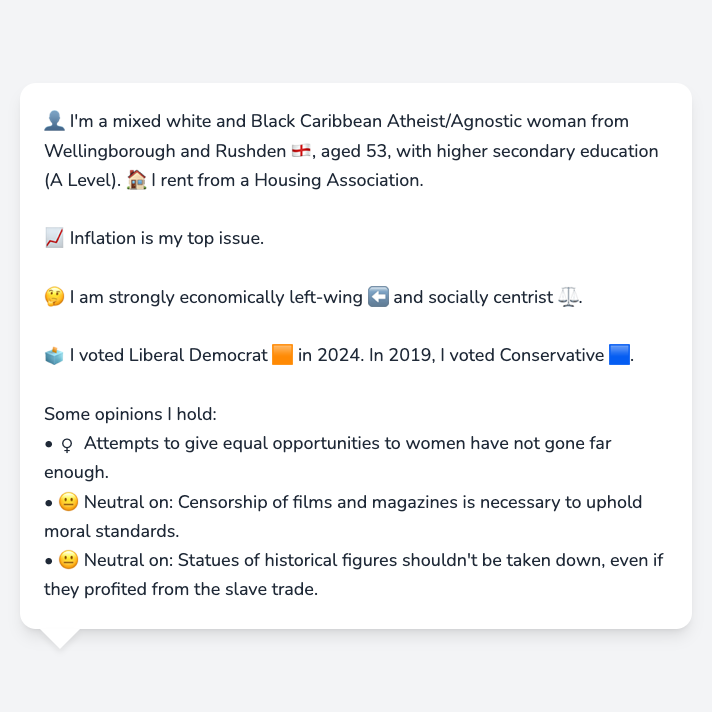 👤 I'm a mixed white and Black Caribbean Atheist/Agnostic woman from
Wellingborough and Rushden 🏴󠁧󠁢󠁥󠁮󠁧󠁿, aged 53, with higher secondary education
(A Level). 🏠 I rent from a Housing Association.
📈 Inflation is my top issue.
🤔 I am strongly economically left-wing ⬅️ and socially centrist ⚖️.
🗳️ I voted Liberal Democrat 🟧 in 2024. In 2019, I voted Conservative 🟦.
Some opinions I hold:
• ♀ Attempts to give equal opportunities to women have not gone far
enough.
• 😐 Neutral on: Censorship of films and magazines is necessary to uphold
moral standards.
• 😐 Neutral on: Statues of historical figures shouldn't be taken down, even if
they profited from the slave trade.